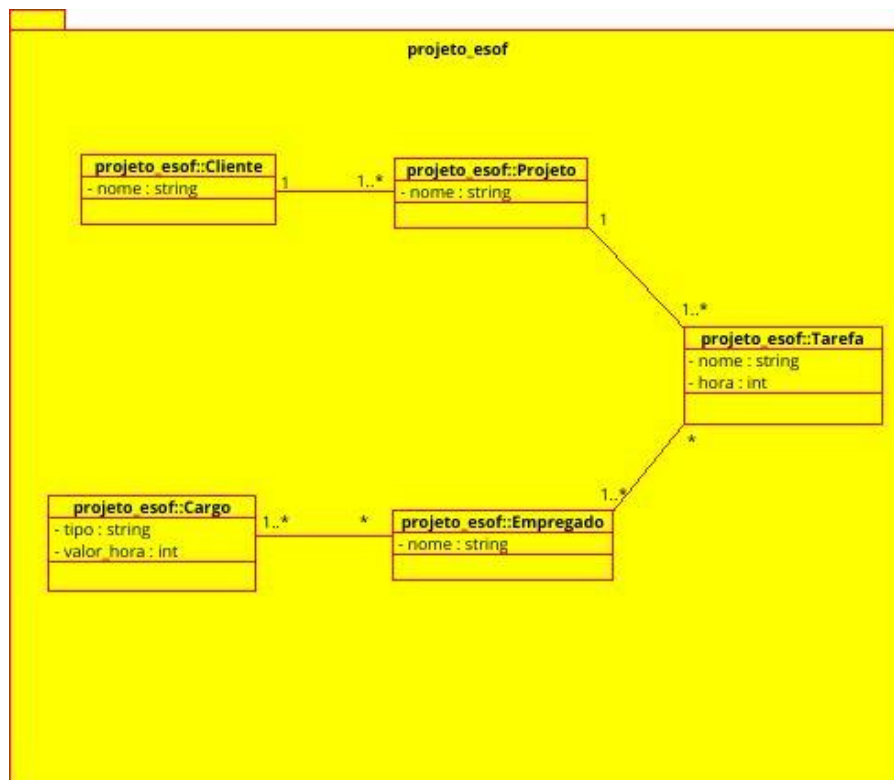 projeto_esof
projeto_esof::Cliente
- nome : string
1
1..*
projeto_esof::Projeto
- nome : string
1
1..*
projeto_esof::Tarefa
- nome : string
- hora : int
*
1..*
projeto_esof::Cargo
- tipo : string
- valor_hora : int
1..*
*
projeto_esof::Empregado
- nome : string